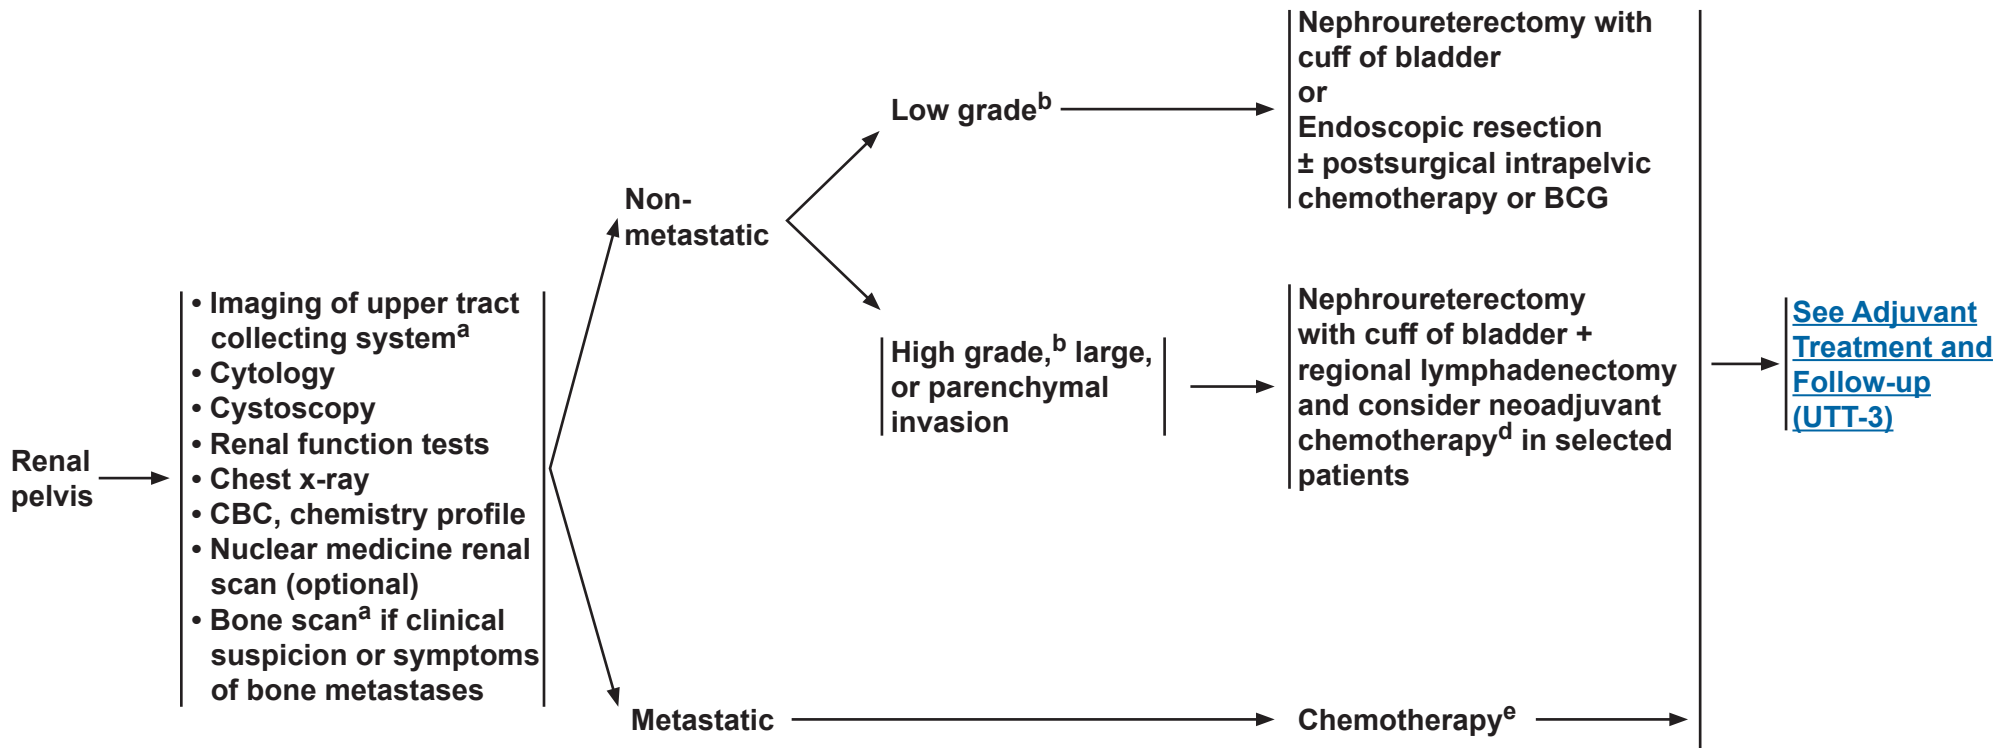 Renal
pelvis
• Imaging of upper tract
collecting systemᵃ
• Cytology
• Cystoscopy
• Renal function tests
• Chest x-ray
• CBC, chemistry profile
• Nuclear medicine renal
scan (optional)
• Bone scanᵃ if clinical
suspicion or symptoms
of bone metastases
Non-
metastatic
Low gradeᵇ
Nephroureterectomy with
cuff of bladder
or
Endoscopic resection
± postsurgical intrapelvic
chemotherapy or BCG
High grade,ᵇ large,
or parenchymal
invasion
Nephroureterectomy
with cuff of bladder +
regional lymphadenectomy
and consider neoadjuvant
chemotherapyᵈ in selected
patients
Metastatic
Chemotherapyᵉ
See Adjuvant
Treatment and
Follow-up
(UTT-3)